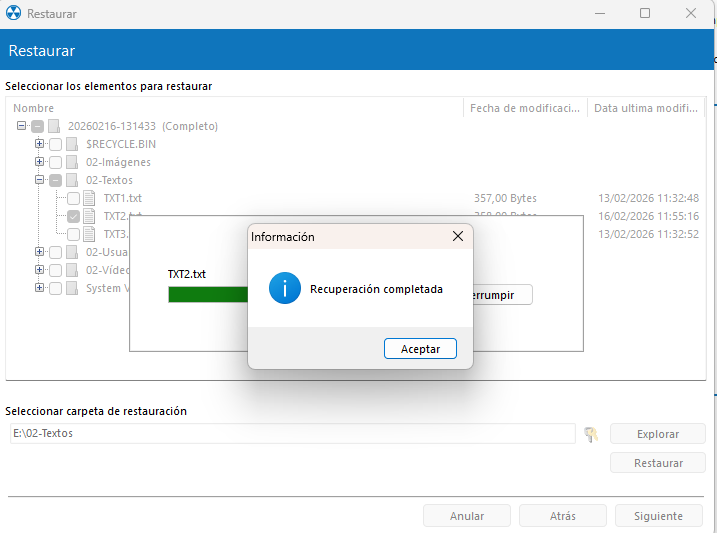 Restaurar
Restaurar
Seleccionar los elementos para restaurar
Nombre Fecha de modificaci... Data ultima modifi...
20260216-131433 (Completo)
$RECYCLE.BIN
02-Imágenes
02-Textos
TXT1.txt 357,00 Bytes 13/02/2026 11:32:48
TXT2.txt 358,00 Bytes 16/02/2026 11:55:16
TXT3. 13/02/2026 11:32:52
02-Usua
02-Víde
System V
Información
TXT2.txt
Recuperación completada
errumpir
Aceptar
Seleccionar carpeta de restauración
E:\02-Textos Explorar
Restaurar
Anular Atrás Siguiente